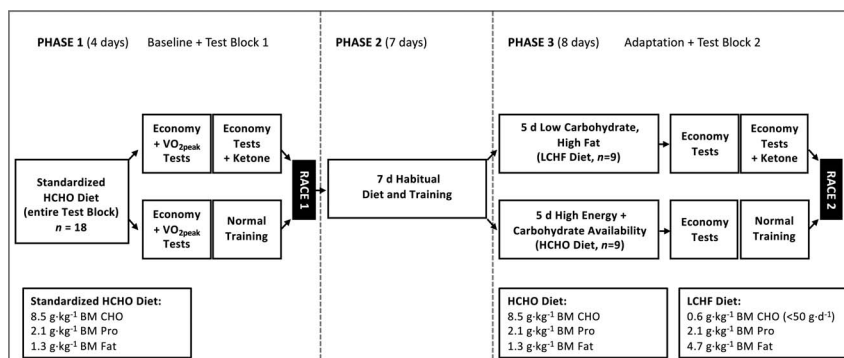 PHASE 1 (4 days) Baseline + Test Block 1
PHASE 2 (7 days)
PHASE 3 (8 days) Adaptation + Test Block 2
Standardized
HCHO Diet
(entire Test Block)
n = 18
Economy
+ VO2peak
Tests
Economy
Tests
+ Ketone
Economy
+ VO2peak
Tests
Normal
Training
RACE 1
7 d Habitual
Diet and Training
5 d Low Carbohydrate,
High Fat
(LCHF Diet, n=9)
Economy
Tests
Economy
Tests
+ Ketone
5 d High Energy +
Carbohydrate Availability
(HCHO Diet, n=9)
Economy
Tests
Normal
Training
RACE 2
Standardized HCHO Diet:
8.5 g·kg⁻¹ BM CHO
2.1 g·kg⁻¹ BM Pro
1.3 g·kg⁻¹ BM Fat
HCHO Diet:
8.5 g·kg⁻¹ BM CHO
2.1 g·kg⁻¹ BM Pro
1.3 g·kg⁻¹ BM Fat
LCHF Diet:
0.6 g·kg⁻¹ BM CHO (<50 g·d⁻¹)
2.1 g·kg⁻¹ BM Pro
4.7 g·kg⁻¹ BM Fat